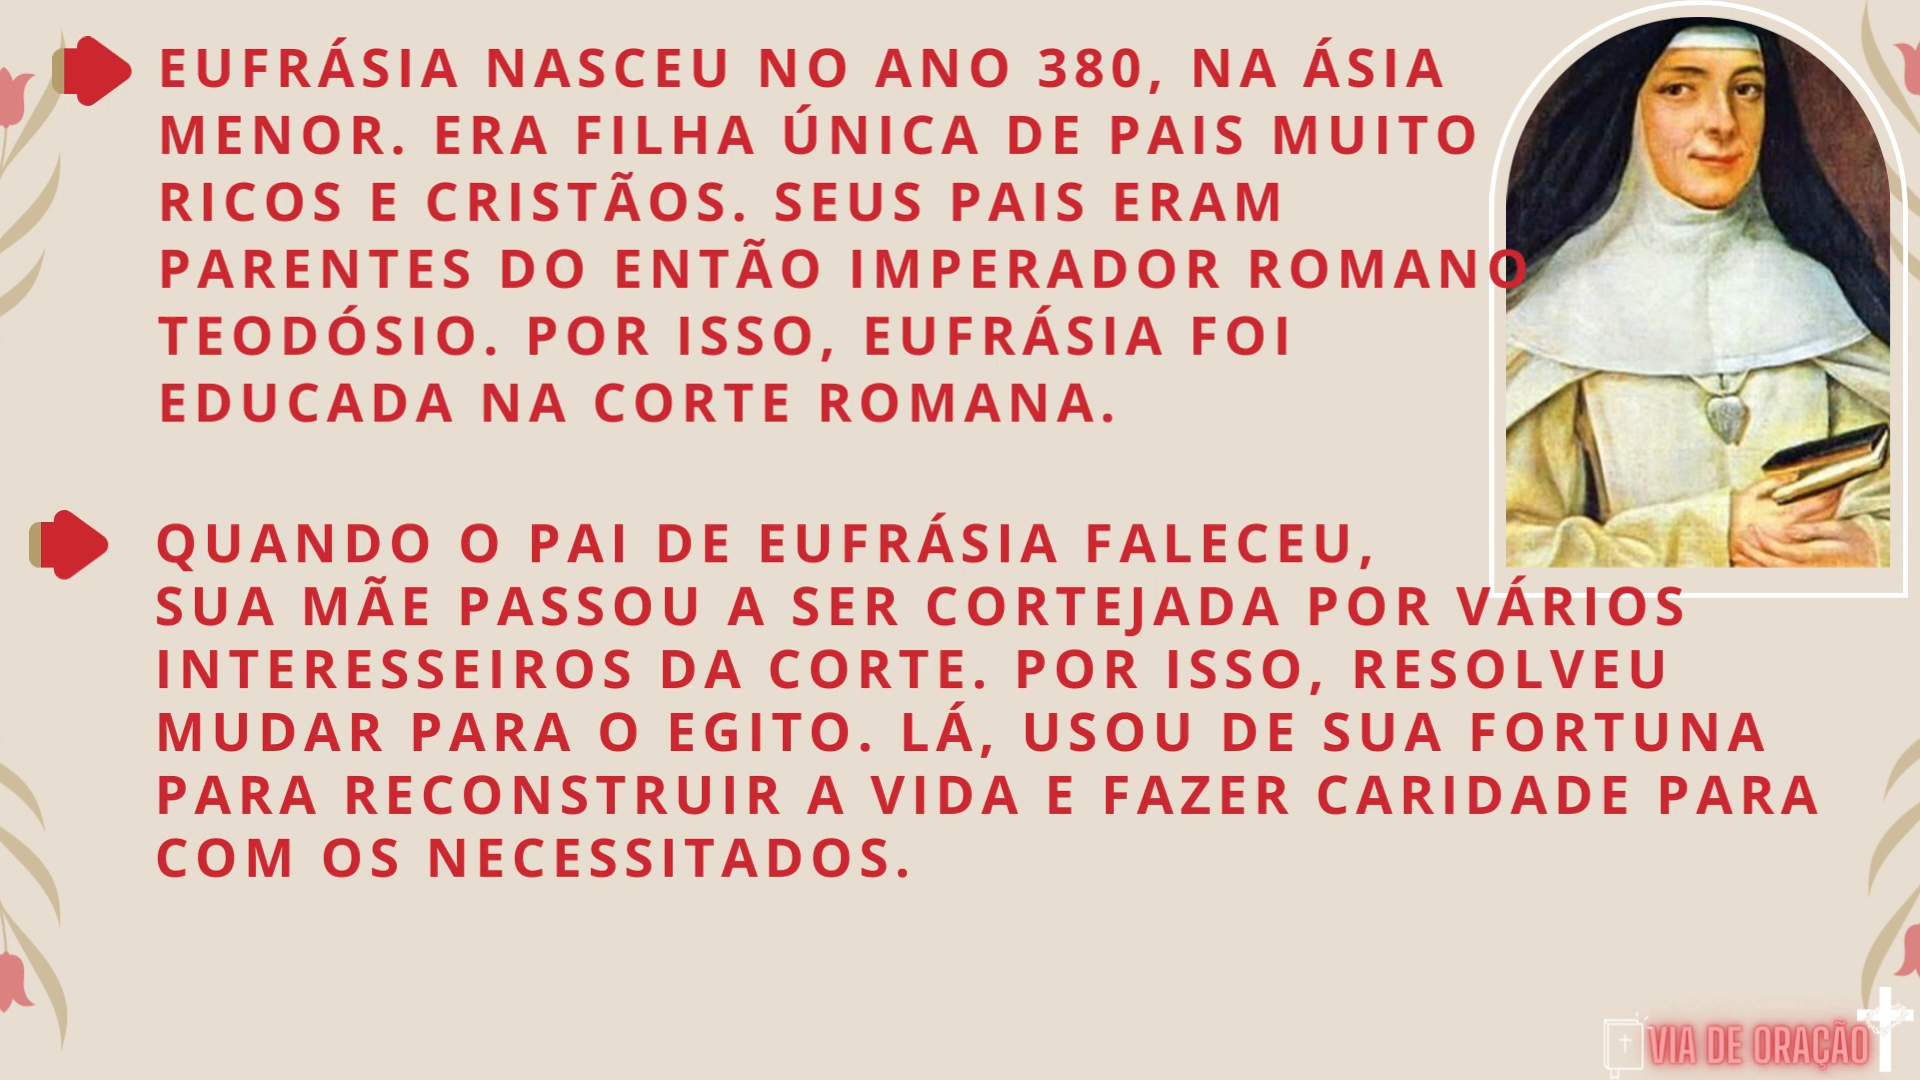 EUFRÁSIA NASCEU NO ANO 380, NA ÁSIA
MENOR. ERA FILHA ÚNICA DE PAIS MUITO
RICOS E CRISTÃOS. SEUS PAIS ERAM
PARENTES DO ENTÃO IMPERADOR ROMANO
TEODÓSIO. POR ISSO, EUFRÁSIA FOI
EDUCADA NA CORTE ROMANA.
QUANDO O PAI DE EUFRÁSIA FALECEU,
SUA MÃE PASSOU A SER CORTEJADA POR VÁRIOS
INTERESSEIROS DA CORTE. POR ISSO, RESOLVEU
MUDAR PARA O EGITO. LÁ, USOU DE SUA FORTUNA
PARA RECONSTRUIR A VIDA E FAZER CARIDADE PARA
COM OS NECESSITADOS.
VIA DE ORAÇÃO